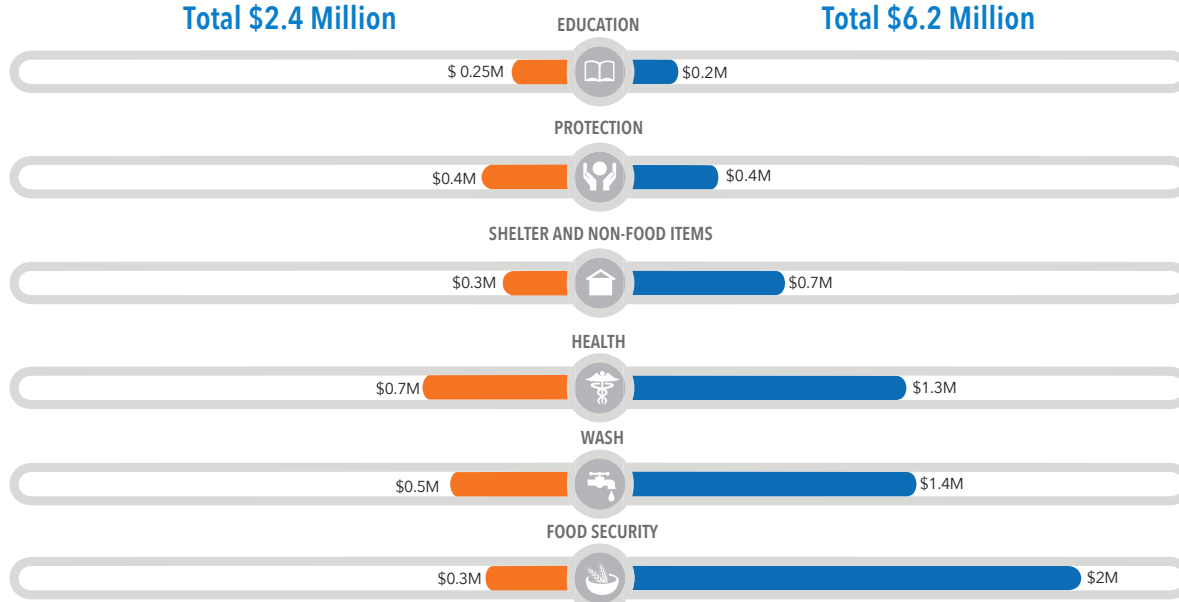 Total $2.4 Million
Total $6.2 Million
EDUCATION
$ 0.25M
$0.2M
PROTECTION
$0.4M
$0.4M
SHELTER AND NON-FOOD ITEMS
$0.3M
$0.7M
HEALTH
$0.7M
$1.3M
WASH
$0.5M
$1.4M
FOOD SECURITY
$0.3M
$2M